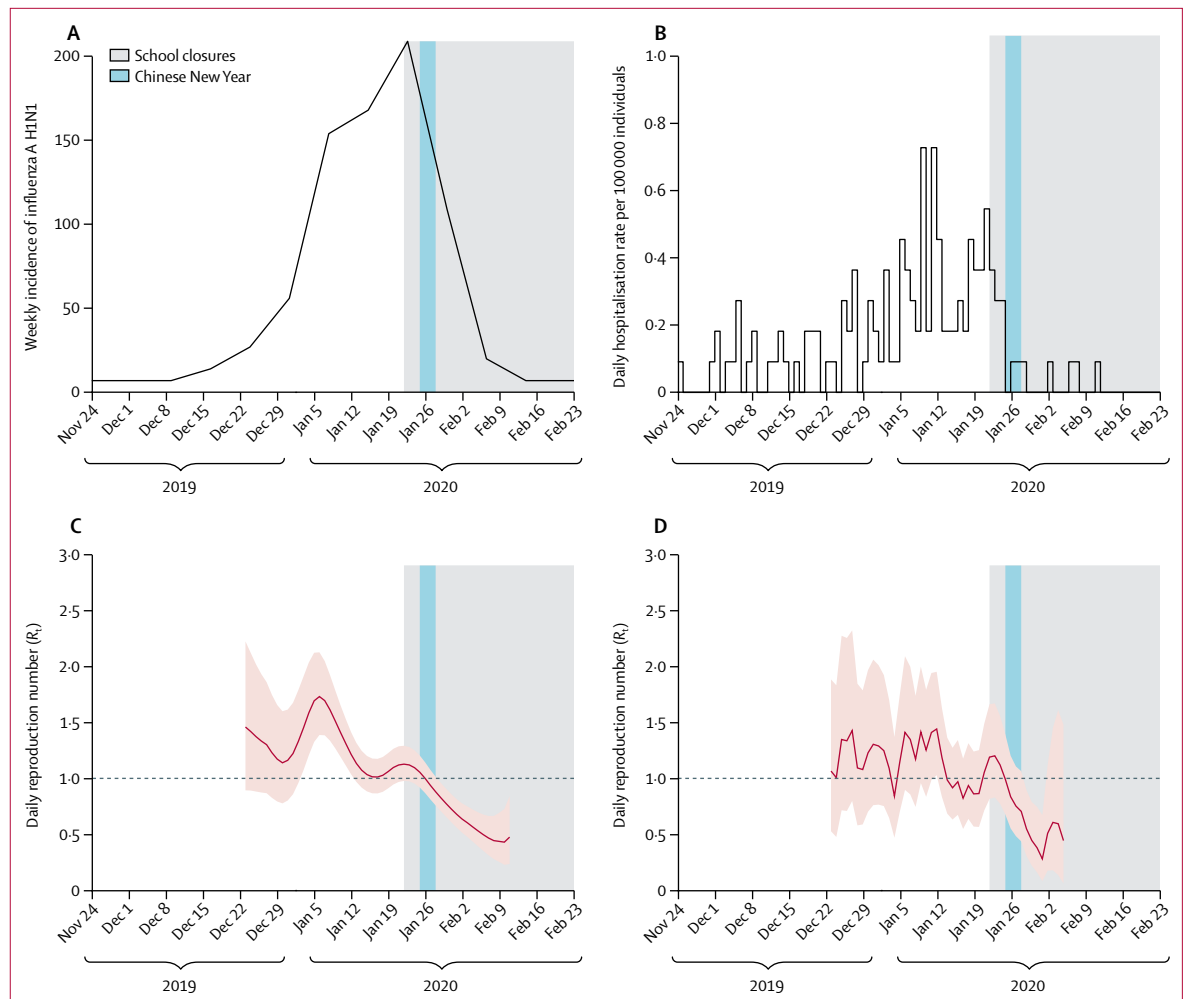 A
Weekly incidence of influenza A H1N1
School closures
Chinese New Year
200
150
100
50
0
Nov 24
Dec 1
Dec 8
Dec 15
Dec 22
Dec 29
Jan 5
Jan 12
Jan 19
Jan 26
Feb 2
Feb 9
Feb 16
Feb 23
2019
2020
B
Daily hospitalisation rate per 100 000 individuals
1·0
0·8
0·6
0·4
0·2
0
Nov 24
Dec 1
Dec 8
Dec 15
Dec 22
Dec 29
Jan 5
Jan 12
Jan 19
Jan 26
Feb 2
Feb 9
Feb 16
Feb 23
2019
2020
C
Daily reproduction number (Rt)
3·0
2·5
2·0
1·5
1·0
0·5
0
Nov 24
Dec 1
Dec 8
Dec 15
Dec 22
Dec 29
Jan 5
Jan 12
Jan 19
Jan 26
Feb 2
Feb 9
Feb 16
Feb 23
2019
2020
D
Daily reproduction number (Rt)
3·0
2·5
2·0
1·5
1·0
0·5
0
Nov 24
Dec 1
Dec 8
Dec 15
Dec 22
Dec 29
Jan 5
Jan 12
Jan 19
Jan 26
Feb 2
Feb 9
Feb 16
Feb 23
2019
2020